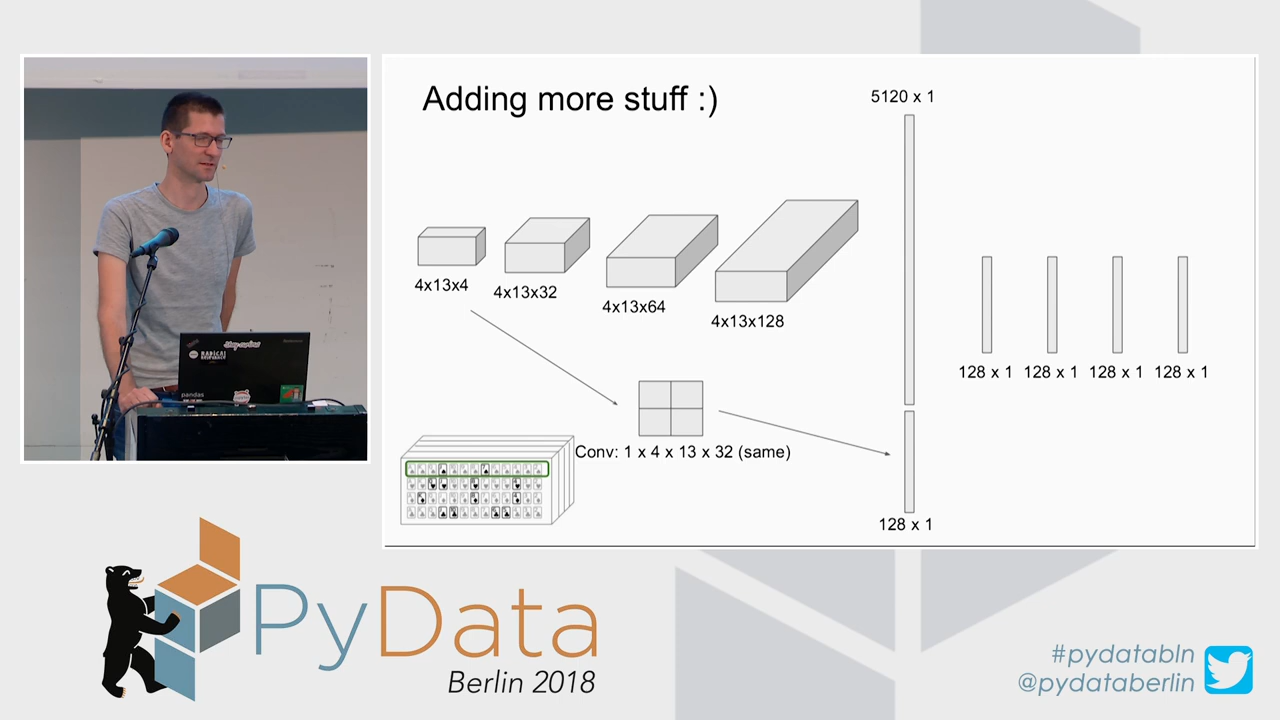 Adding more stuff :)
5120 x 1
4x13x4
4x13x32
4x13x64
4x13x128
128 x 1
128 x 1
128 x 1
128 x 1
Conv: 1 x 4 x 13 x 32 (same)
128 x 1
RADICAL
pandas
PyData
Berlin 2018
#pydatabln
@pydataberlin